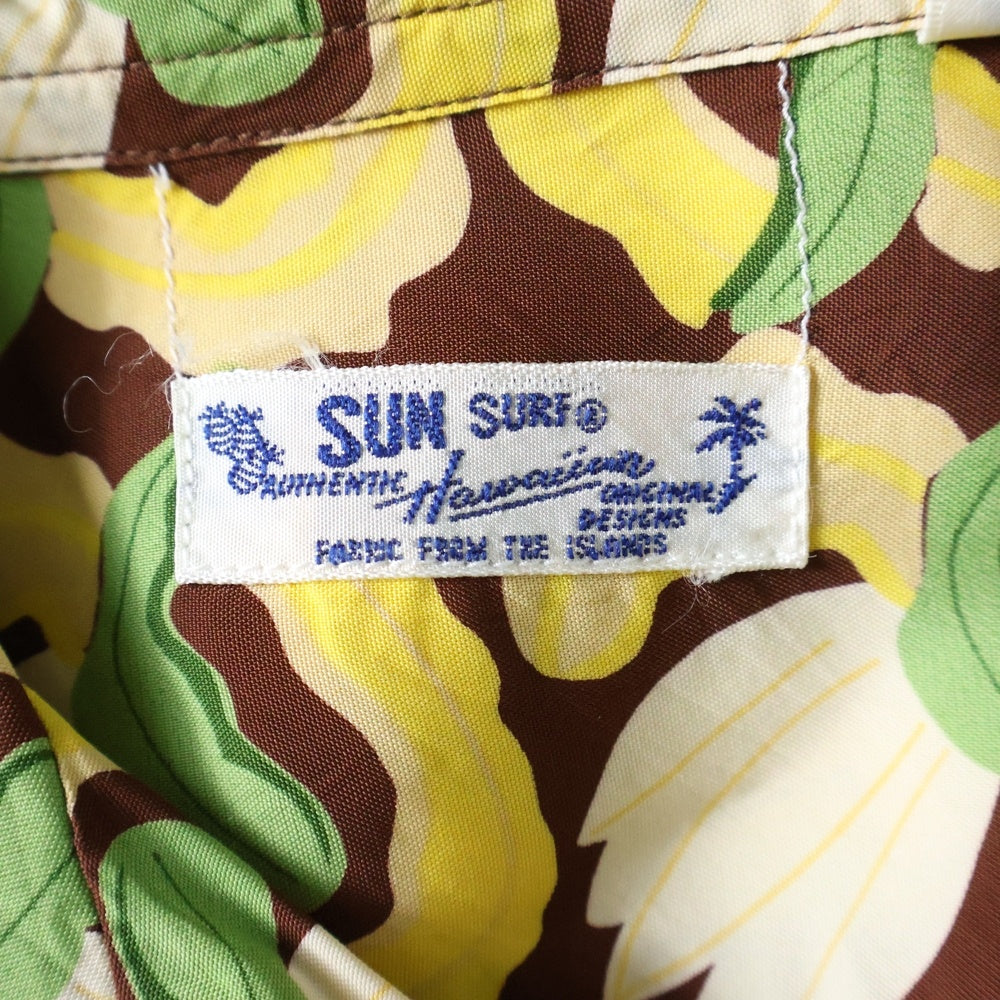 SUN SURF®
AUTHENTIC Hawaiian ORIGINAL
DESIGNS
FABRIC FROM THE ISLANDS